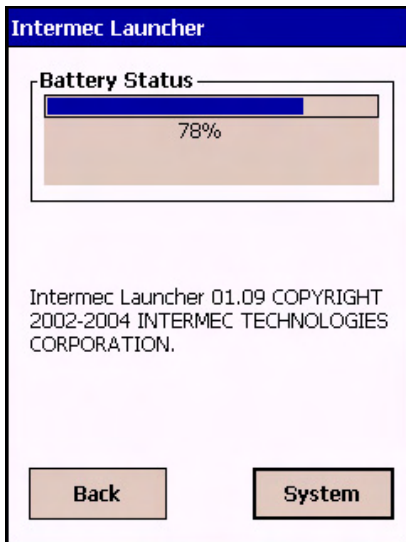 Intermec Launcher
Battery Status
78%
Intermec Launcher 01.09 COPYRIGHT
2002-2004 INTERMEC TECHNOLOGIES
CORPORATION.
Back
System